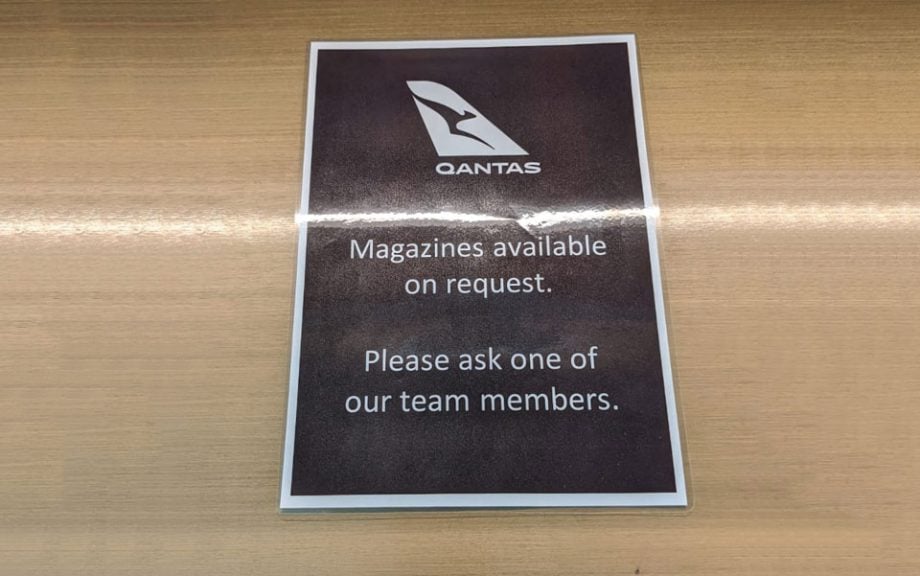 QANTAS
Magazines available
on request.
Please ask one of
our team members.